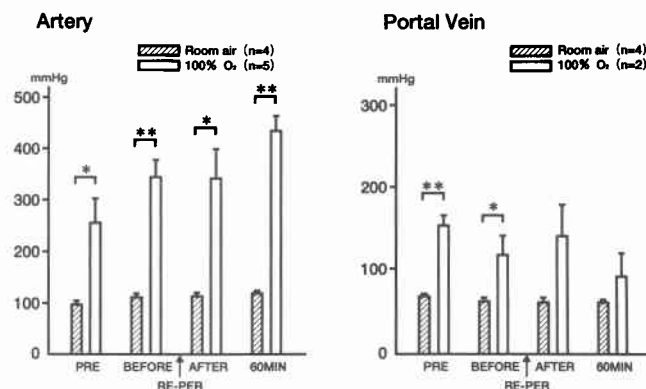 Artery
Room air (n=4)
100% O₂ (n=5)
mmHg
500
400
300
200
100
0
*
**
*
**
PRE
BEFORE
AFTER
60MIN
RE-PER
Portal Vein
Room air (n=4)
100% O₂ (n=2)
mmHg
300
200
100
0
**
*
PRE
BEFORE
AFTER
60MIN
RE-PER